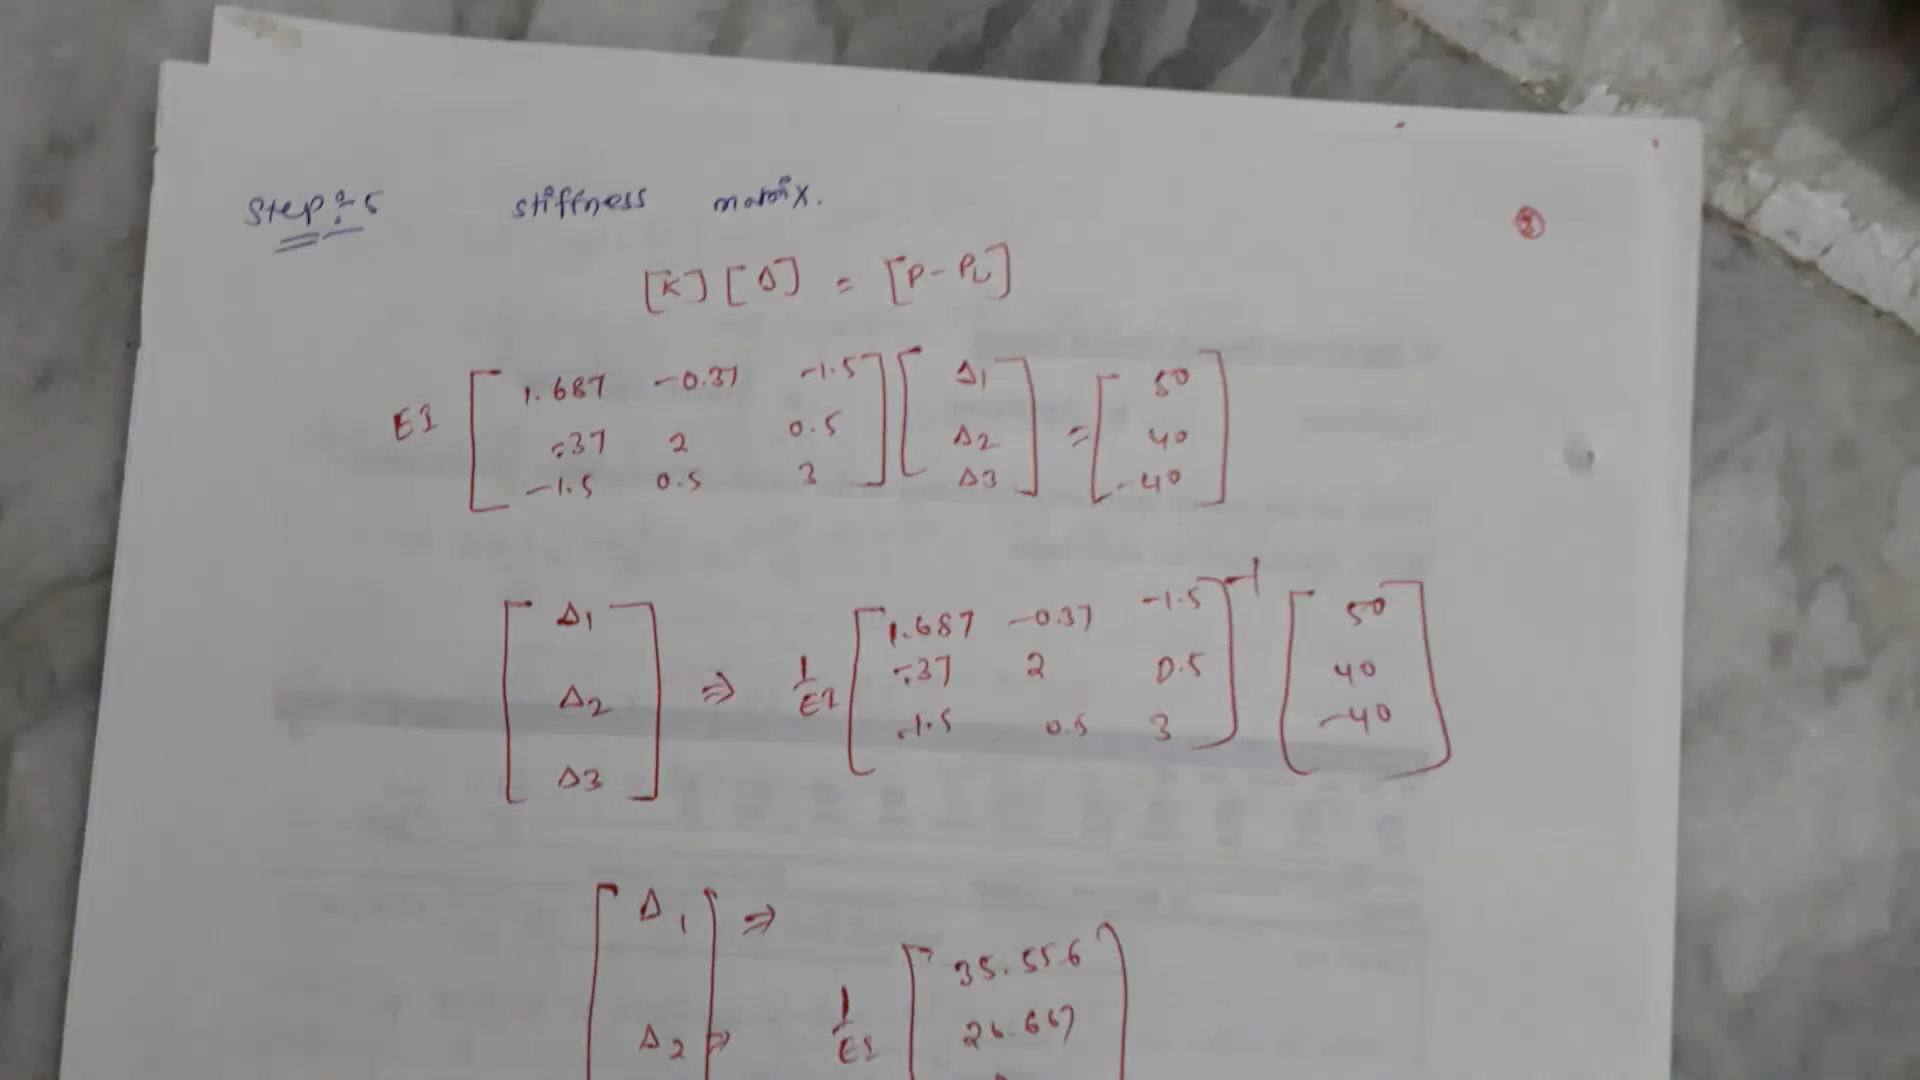 Step:- 5 stiffness matrix.
2
[K] [Δ] = [P - PL]
EI [ 1.687 -0.37 -1.5 ] [ Δ1 ] = [ 50 ]
[ -.37 2 0.5 ] [ Δ2 ] [ 40 ]
[ -1.5 0.5 3 ] [ Δ3 ] [ -40 ]
[ Δ1 ] ⇒ 1/EI [ 1.687 -0.37 -1.5 ]-1 [ 50 ]
[ Δ2 ] [ -.37 2 0.5 ] [ 40 ]
[ Δ3 ] [ -1.5 0.5 3 ] [ -40 ]
[ Δ1 ] ⇒ 1/EI [ 35.556 ]
[ Δ2 ] ⇒ [ 26.667 ]